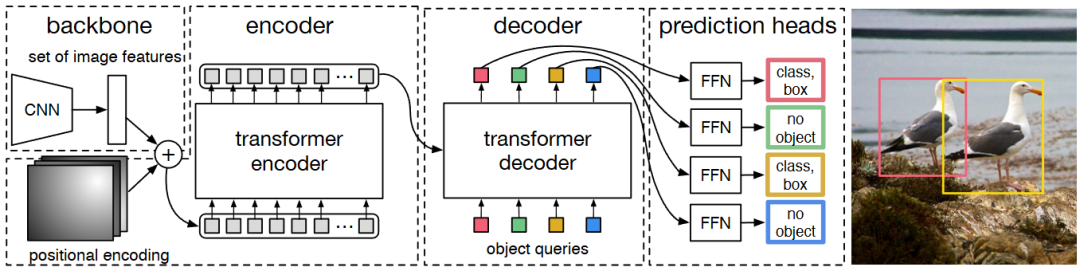 backbone
set of image features
CNN
+
positional encoding
encoder
...
transformer
encoder
...
decoder
transformer
decoder
object queries
prediction heads
FFN
class,
box
FFN
no
object
FFN
class,
box
FFN
no
object